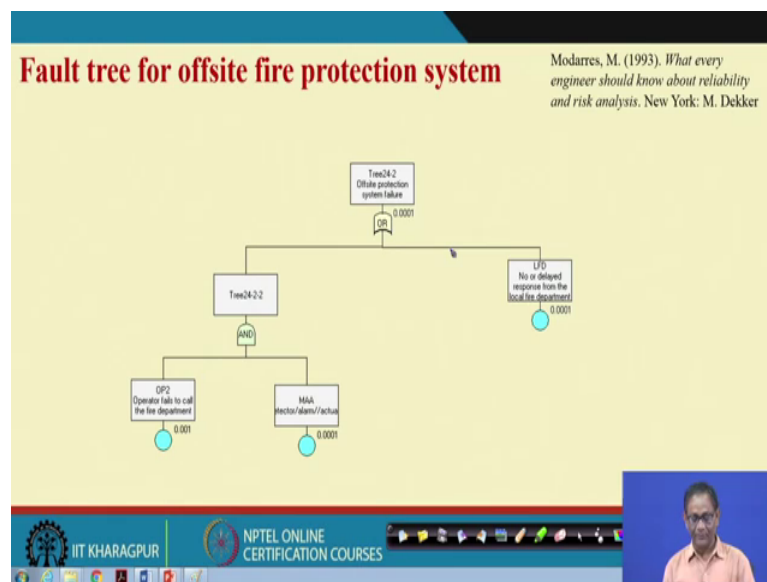 Fault tree for offsite fire protection system
Modarres, M. (1993). What every
engineer should know about reliability
and risk analysis. New York: M. Dekker
Tree24-2
Offsite protection
system failure
0.0001
OR
Tree24-2-2
LFD
No or delayed
response from the
local fire department
0.0001
AND
OP2
Operator fails to call
the fire department
0.001
MAA
etector/alarm//actua
0.0001
IIT KHARAGPUR
NPTEL ONLINE
CERTIFICATION COURSES